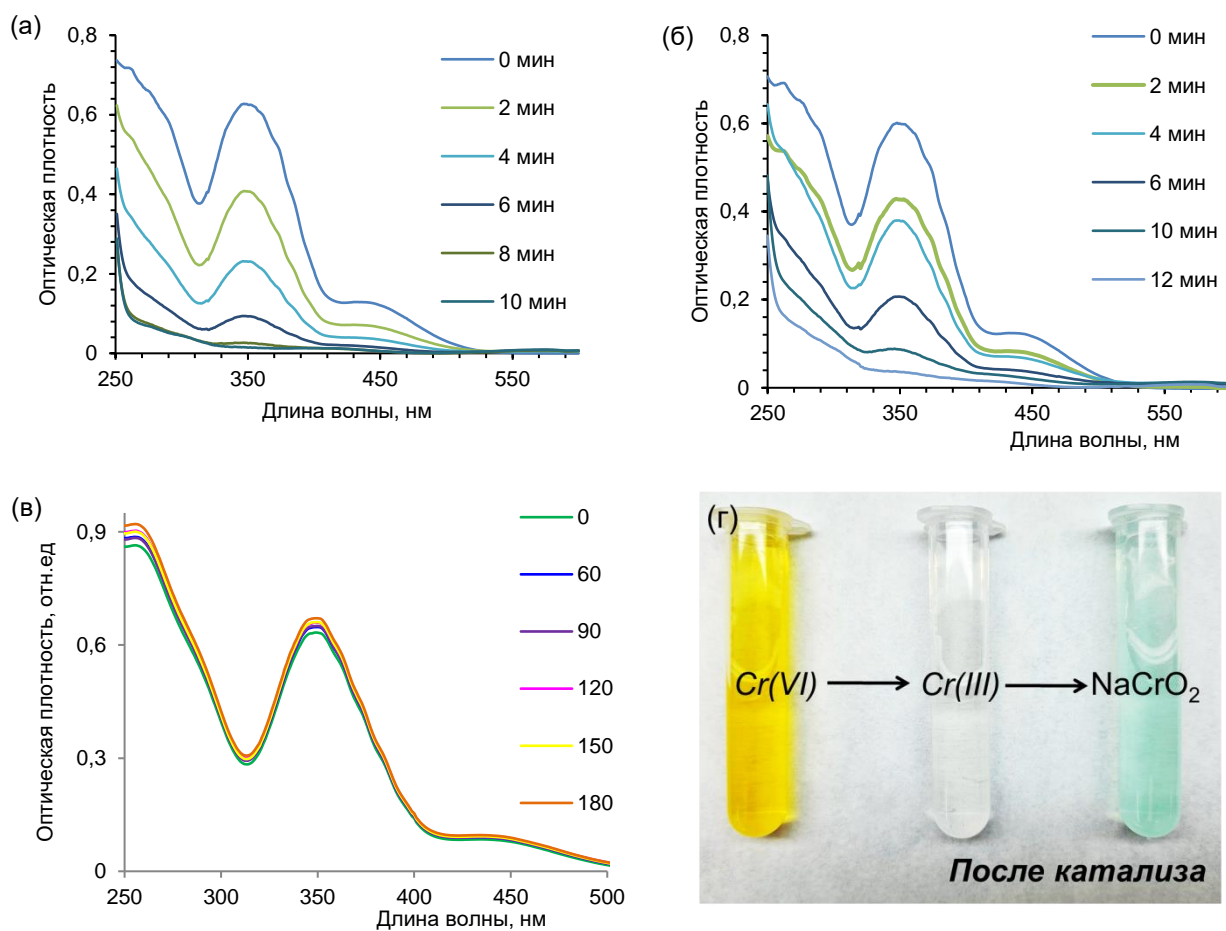 (а)
Оптическая плотность
0,8
0,6
0,4
0,2
0
250
350
450
550
Длина волны, нм
0 мин
2 мин
4 мин
6 мин
8 мин
10 мин
(б)
Оптическая плотность
0,8
0,6
0,4
0,2
0
250
350
450
550
Длина волны, нм
0 мин
2 мин
4 мин
6 мин
10 мин
12 мин
(в)
Оптическая плотность, отн.ед
0.9
0.6
0.3
0
250
300
350
400
450
500
Длина волны, нм
0
60
90
120
150
180
(г)
Cr(VI) → Cr(III) → NaCrO₂
После катализа